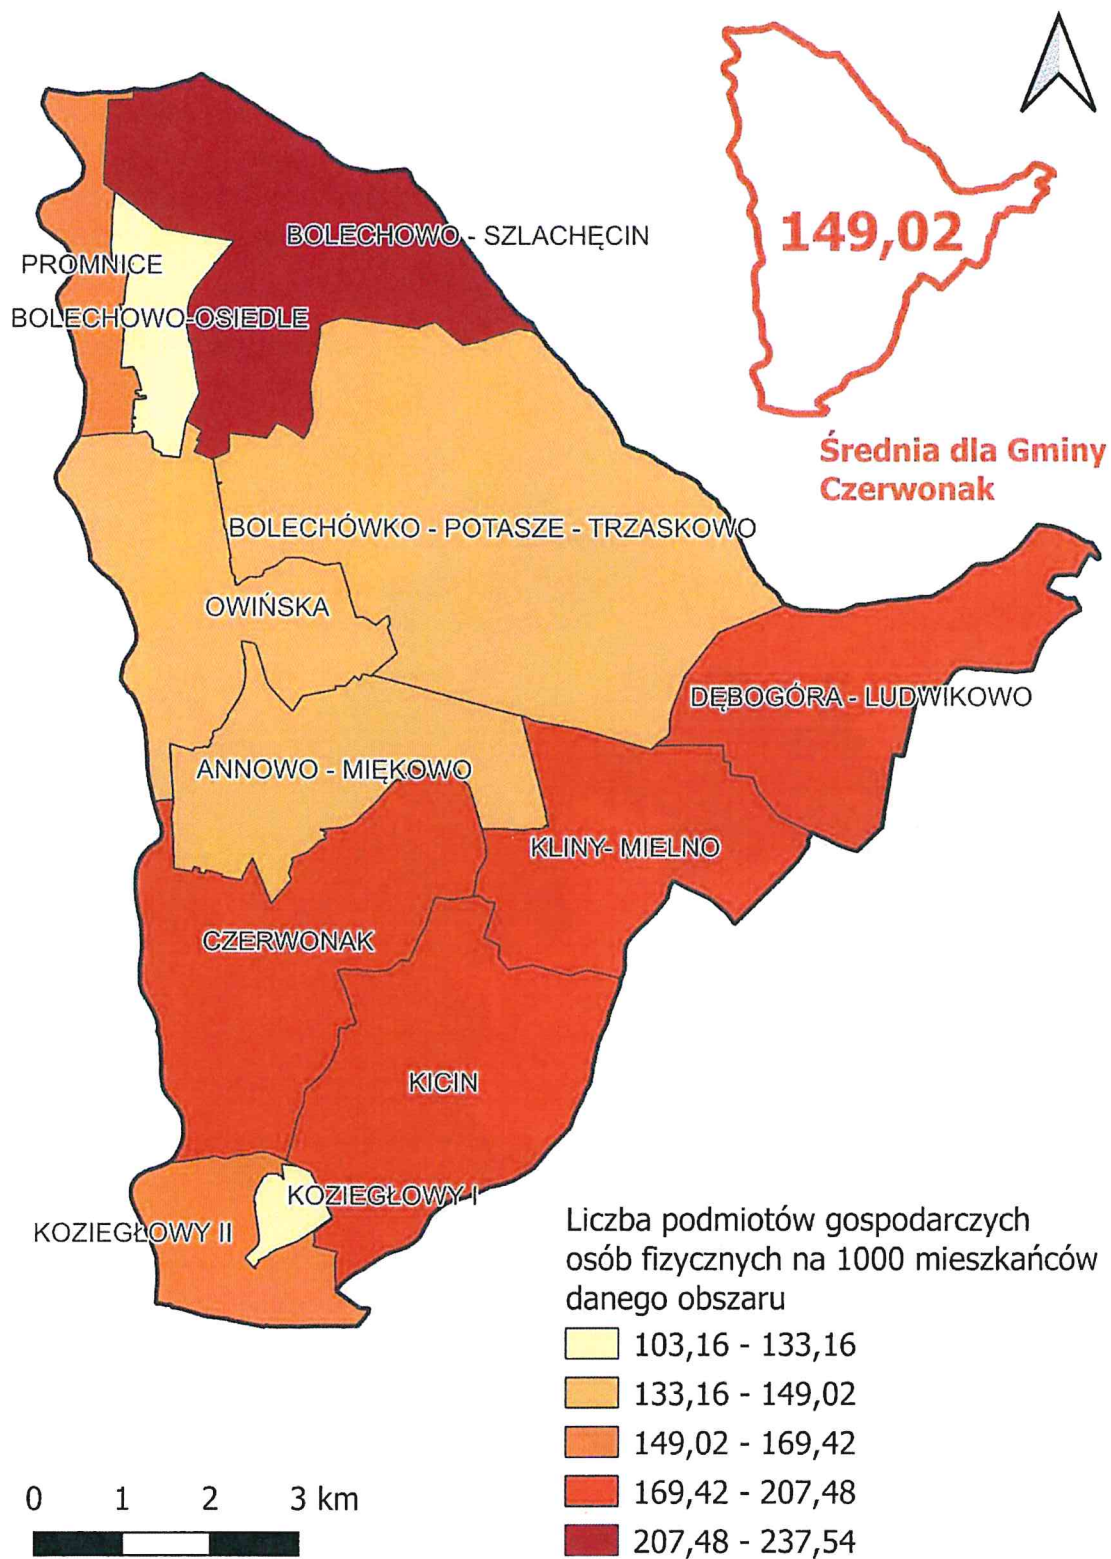 149,02
Średnia dla Gminy
Czerwonak
BOLECHOWO - SZLACHĘCIN
PROMNICE
BOLECHOWO-OSIEDLE
BOLECHÓWKO - POTASZE - TRZASKOWO
OWIŃSKA
DĘBOGÓRA - LUDWIKOWO
ANNOWO - MIĘKOWO
KLINY- MIELNO
CZERWONAK
KICIN
KOZIEGŁOWY I
KOZIEGŁOWY II
Liczba podmiotów gospodarczych
osób fizycznych na 1000 mieszkańców
danego obszaru
103,16 - 133,16
133,16 - 149,02
149,02 - 169,42
169,42 - 207,48
207,48 - 237,54
0 1 2 3 km